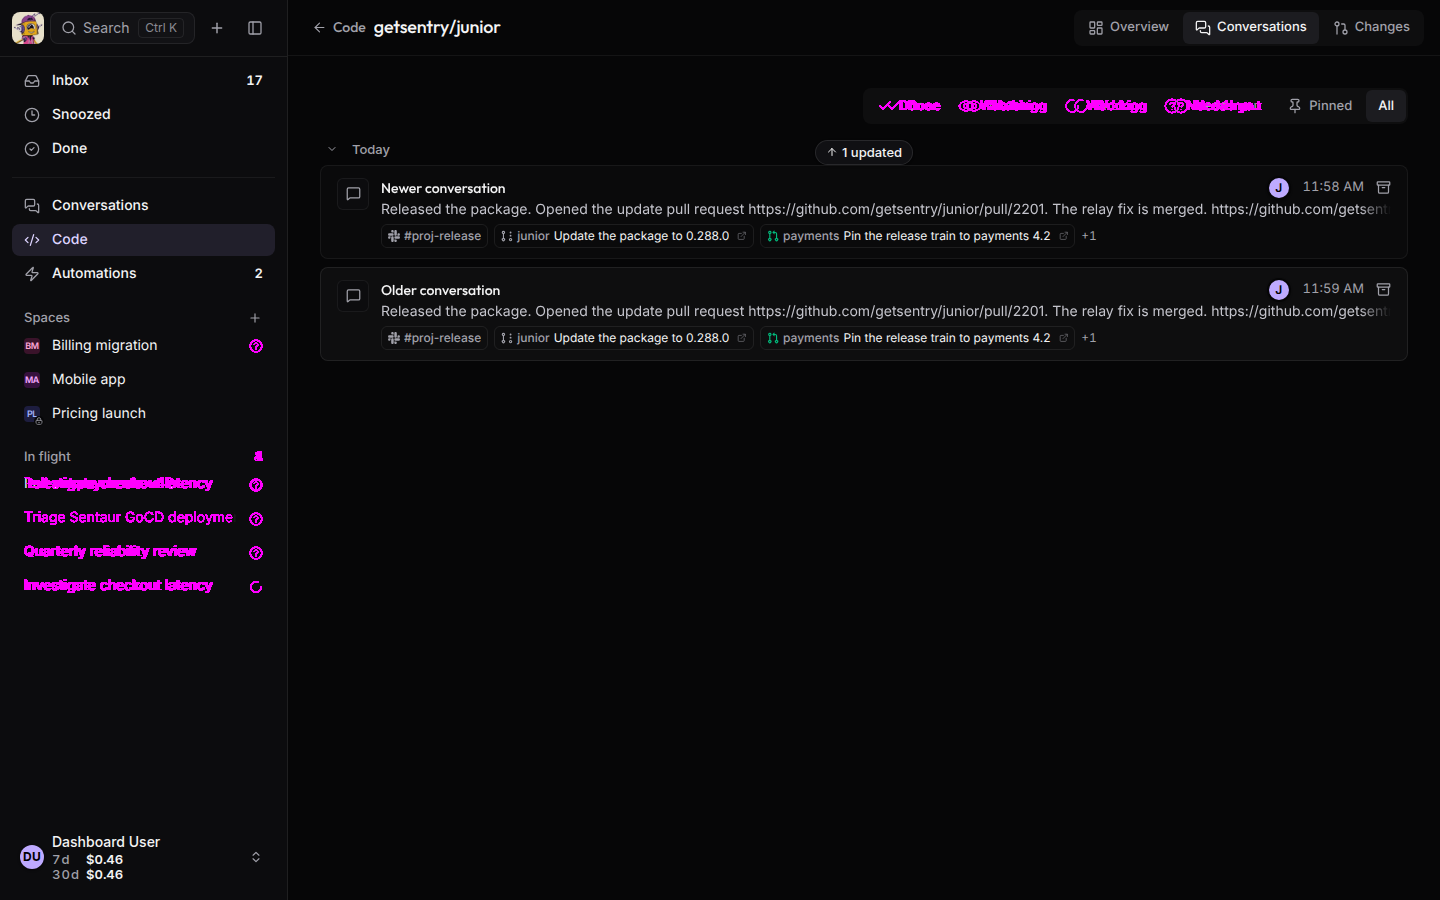 Search Ctrl K
Code getsentry/junior
Overview Conversations Changes
Inbox 17
Snoozed
Done
Conversations
Code
Automations 2
Spaces
BM Billing migration
MA Mobile app
PL Pricing launch
In flight
Triage Sentaur GoCD deployme
Quarterly reliability review
Investigate checkout latency
Dashboard User
DU
7d $0.46
30d $0.46
Pinned All
Today
1 updated
Newer conversation J 11:58 AM
Released the package. Opened the update pull request https://github.com/getsentry/junior/pull/2201. The relay fix is merged. https://github.com/getsent
#proj-release junior Update the package to 0.288.0 payments Pin the release train to payments 4.2 +1
Older conversation J 11:59 AM
Released the package. Opened the update pull request https://github.com/getsentry/junior/pull/2201. The relay fix is merged. https://github.com/getsent
#proj-release junior Update the package to 0.288.0 payments Pin the release train to payments 4.2 +1